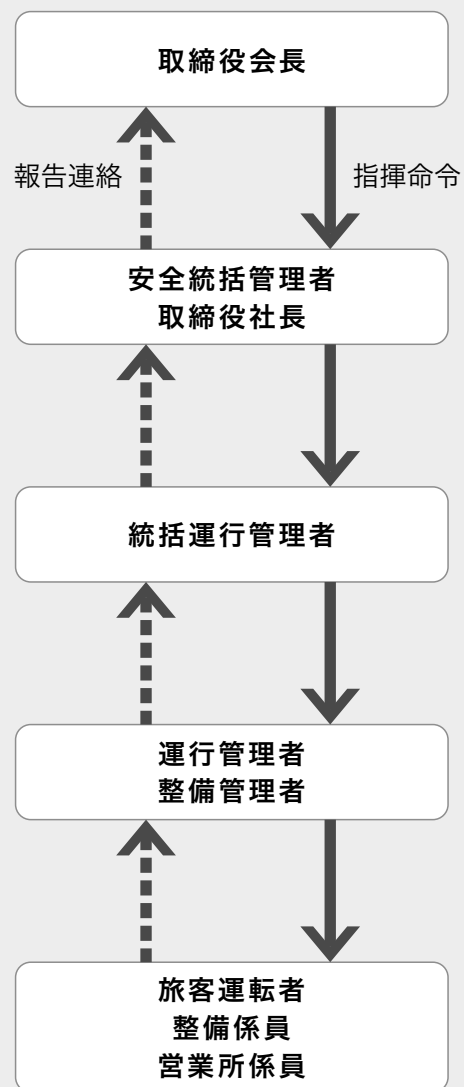 取締役会長
報告連絡
指揮命令
安全統括管理者
取締役社長
統括運行管理者
運行管理者
整備管理者
旅客運転者
整備係員
営業所係員